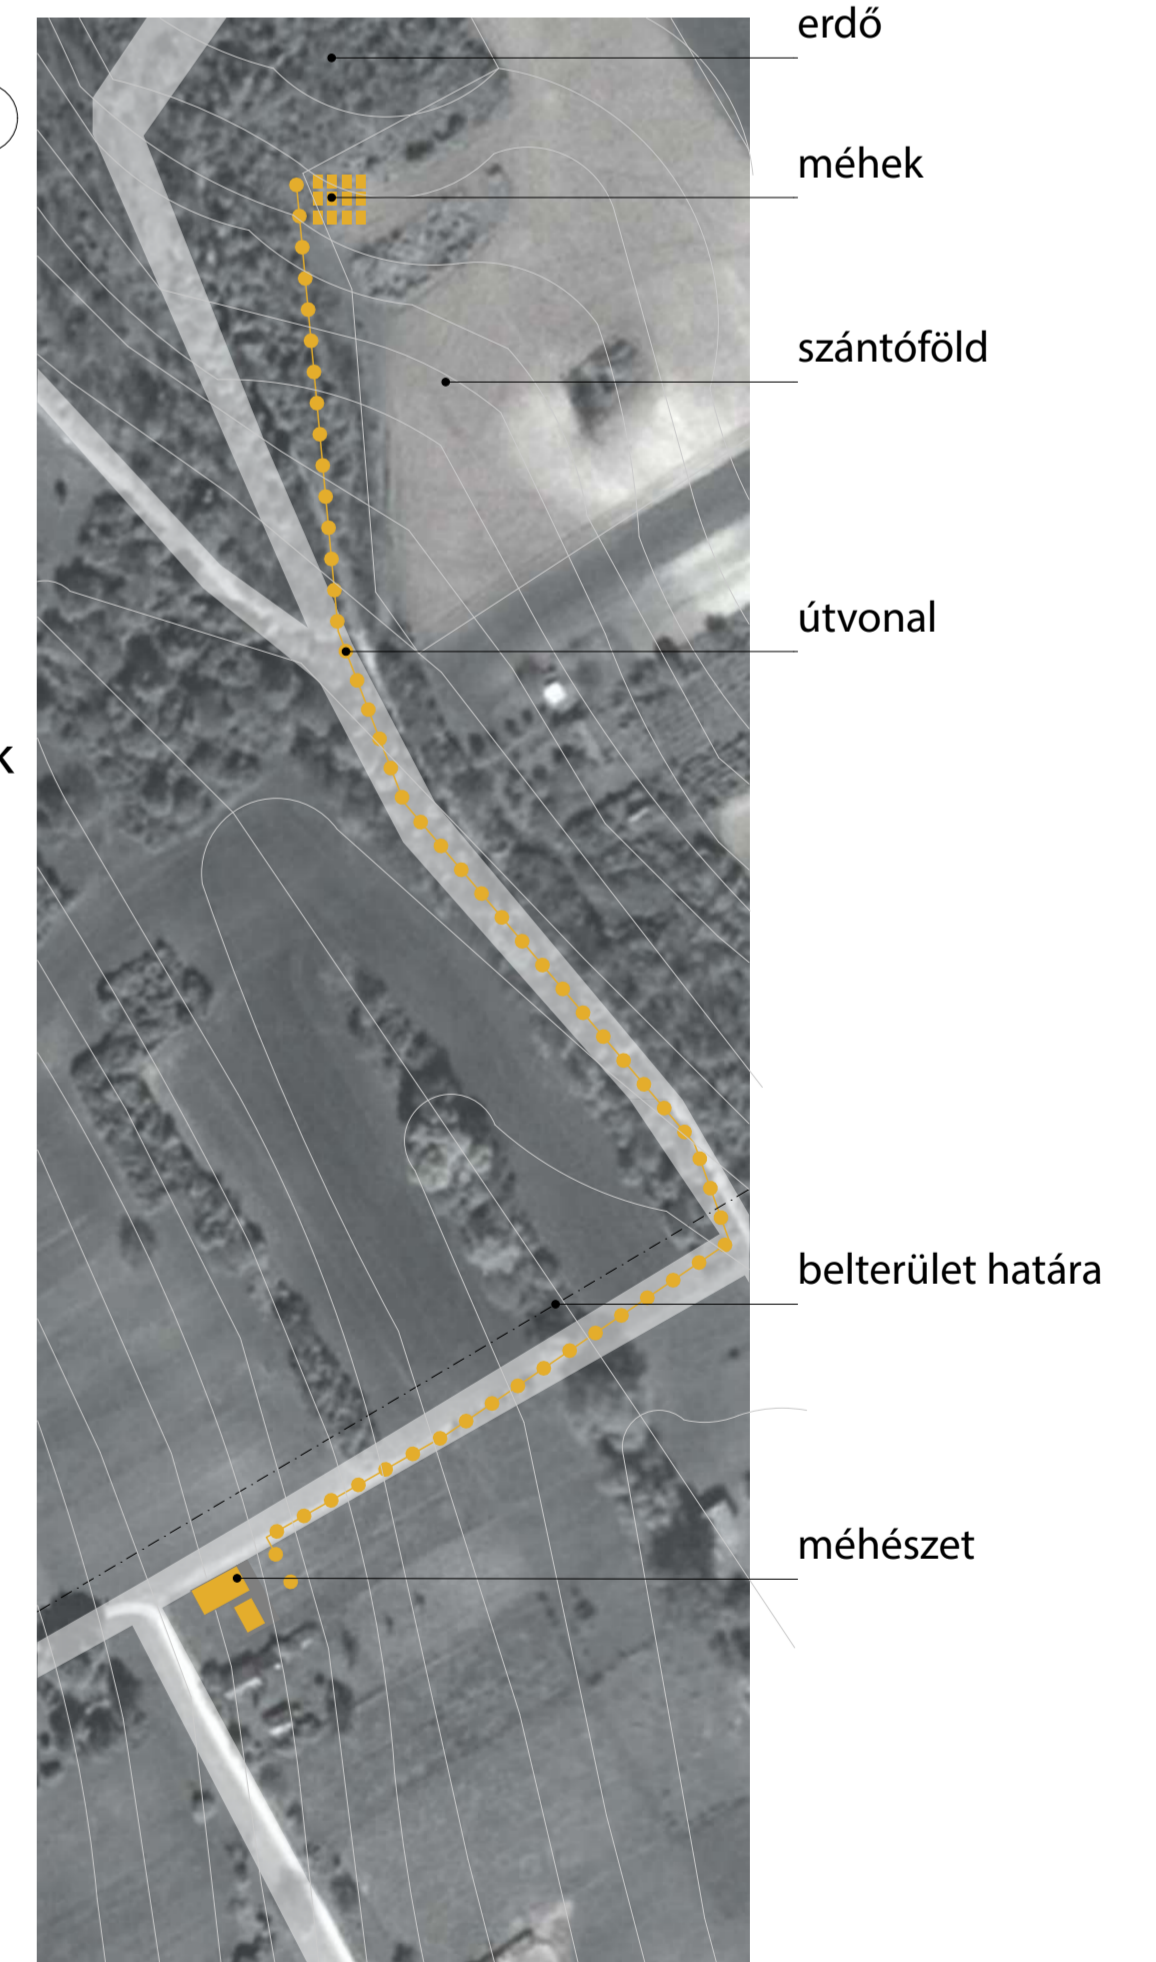 erdő
méhek
szántóföld
útvonal
k
belterület határa
méhészet